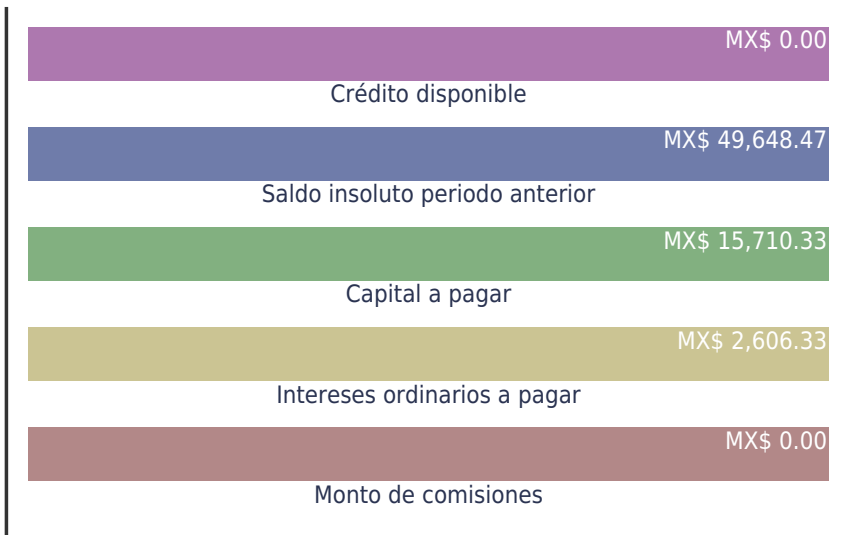 MX$ 0.00
Crédito disponible
MX$ 49,648.47
Saldo insoluto periodo anterior
MX$ 15,710.33
Capital a pagar
MX$ 2,606.33
Intereses ordinarios a pagar
MX$ 0.00
Monto de comisiones